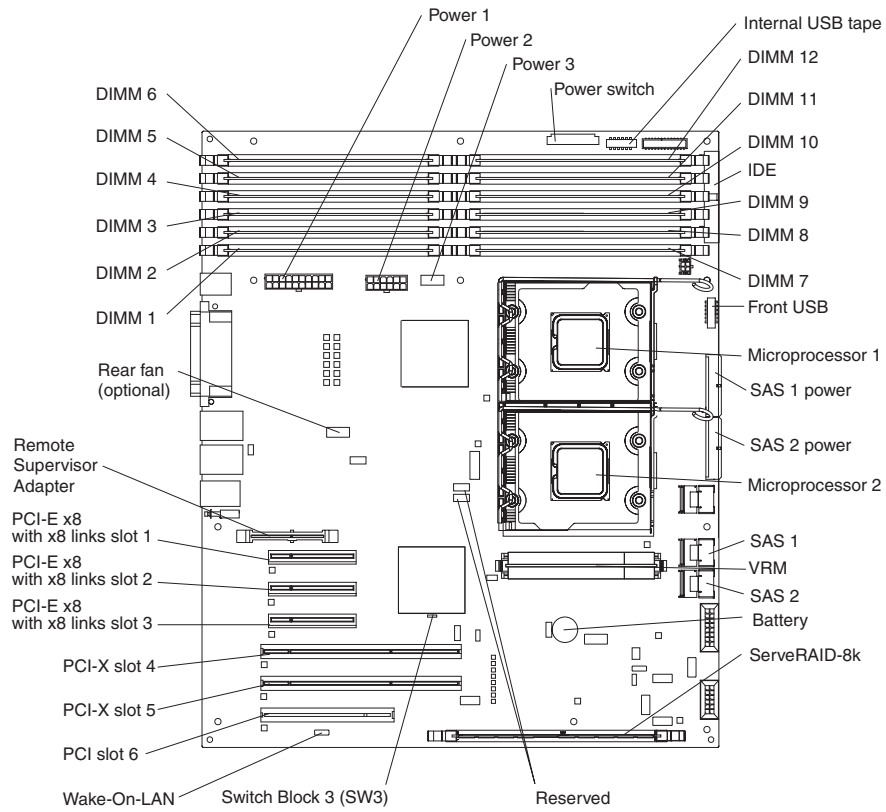 Power 1
Power 2
Power 3
Power switch
Internal USB tape
DIMM 12
DIMM 11
DIMM 10
IDE
DIMM 9
DIMM 8
DIMM 7
Front USB
Microprocessor 1
SAS 1 power
SAS 2 power
Microprocessor 2
SAS 1
VRM
SAS 2
Battery
ServeRAID-8k
DIMM 6
DIMM 5
DIMM 4
DIMM 3
DIMM 2
DIMM 1
Rear fan
(optional)
Remote
Supervisor
Adapter
PCI-E x8
with x8 links slot 1
PCI-E x8
with x8 links slot 2
PCI-E x8
with x8 links slot 3
PCI-X slot 4
PCI-X slot 5
PCI slot 6
Wake-On-LAN
Switch Block 3 (SW3)
Reserved